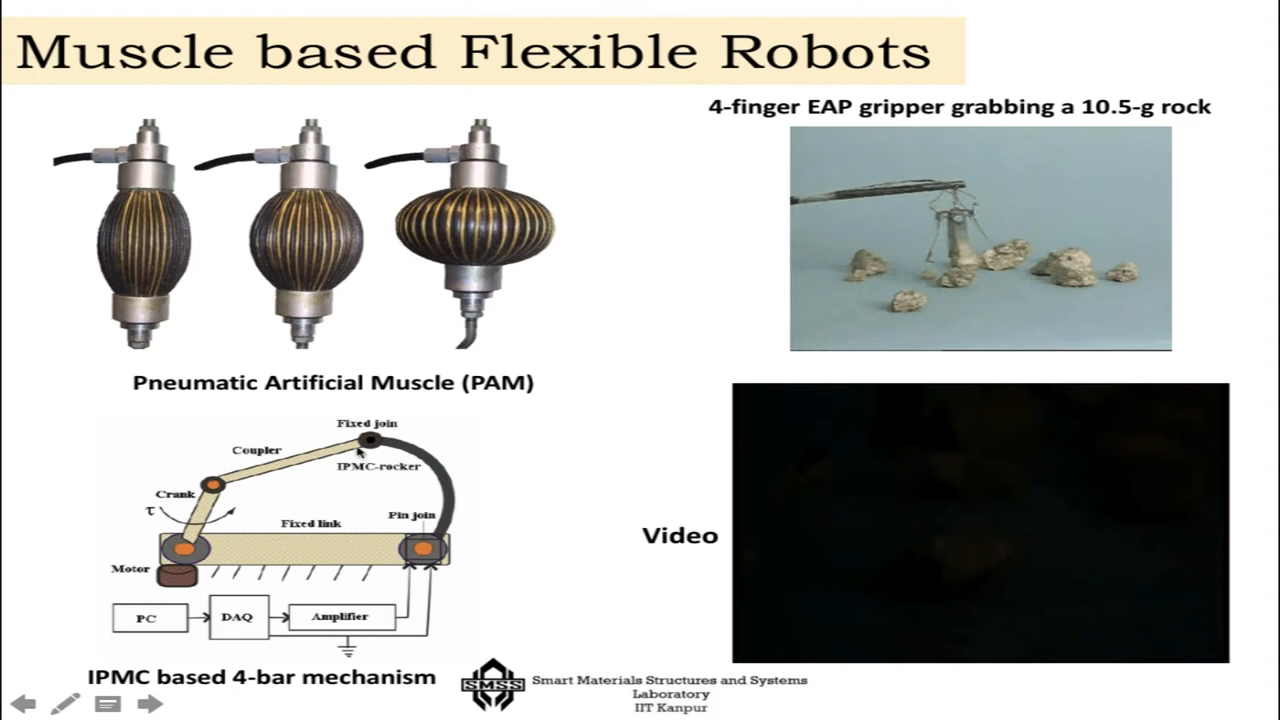 Muscle based Flexible Robots
4-finger EAP gripper grabbing a 10.5-g rock
Pneumatic Artificial Muscle (PAM)
Fixed join
Coupler
IPMC-rocker
Crank
τ
Pin join
Fixed link
Motor
PC
DAQ
Amplifier
IPMC based 4-bar mechanism
Video
SMSS
Smart Materials Structures and Systems
Laboratory
IIT Kanpur